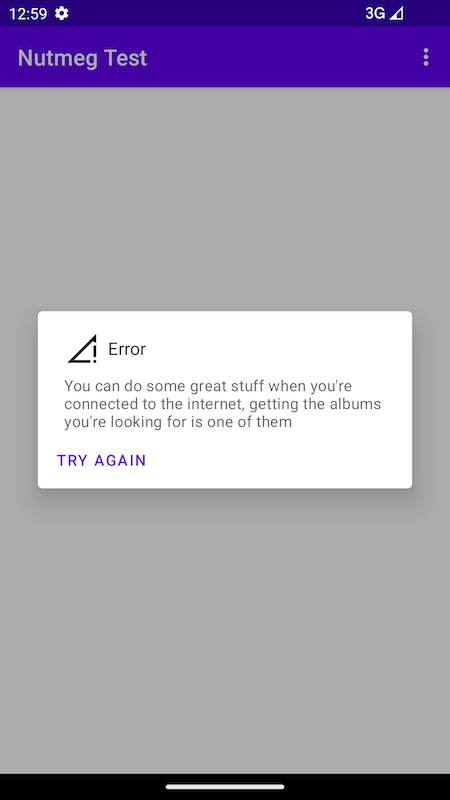 12:59 3G
Nutmeg Test
Error
You can do some great stuff when you're
connected to the internet, getting the albums
you're looking for is one of them
TRY AGAIN